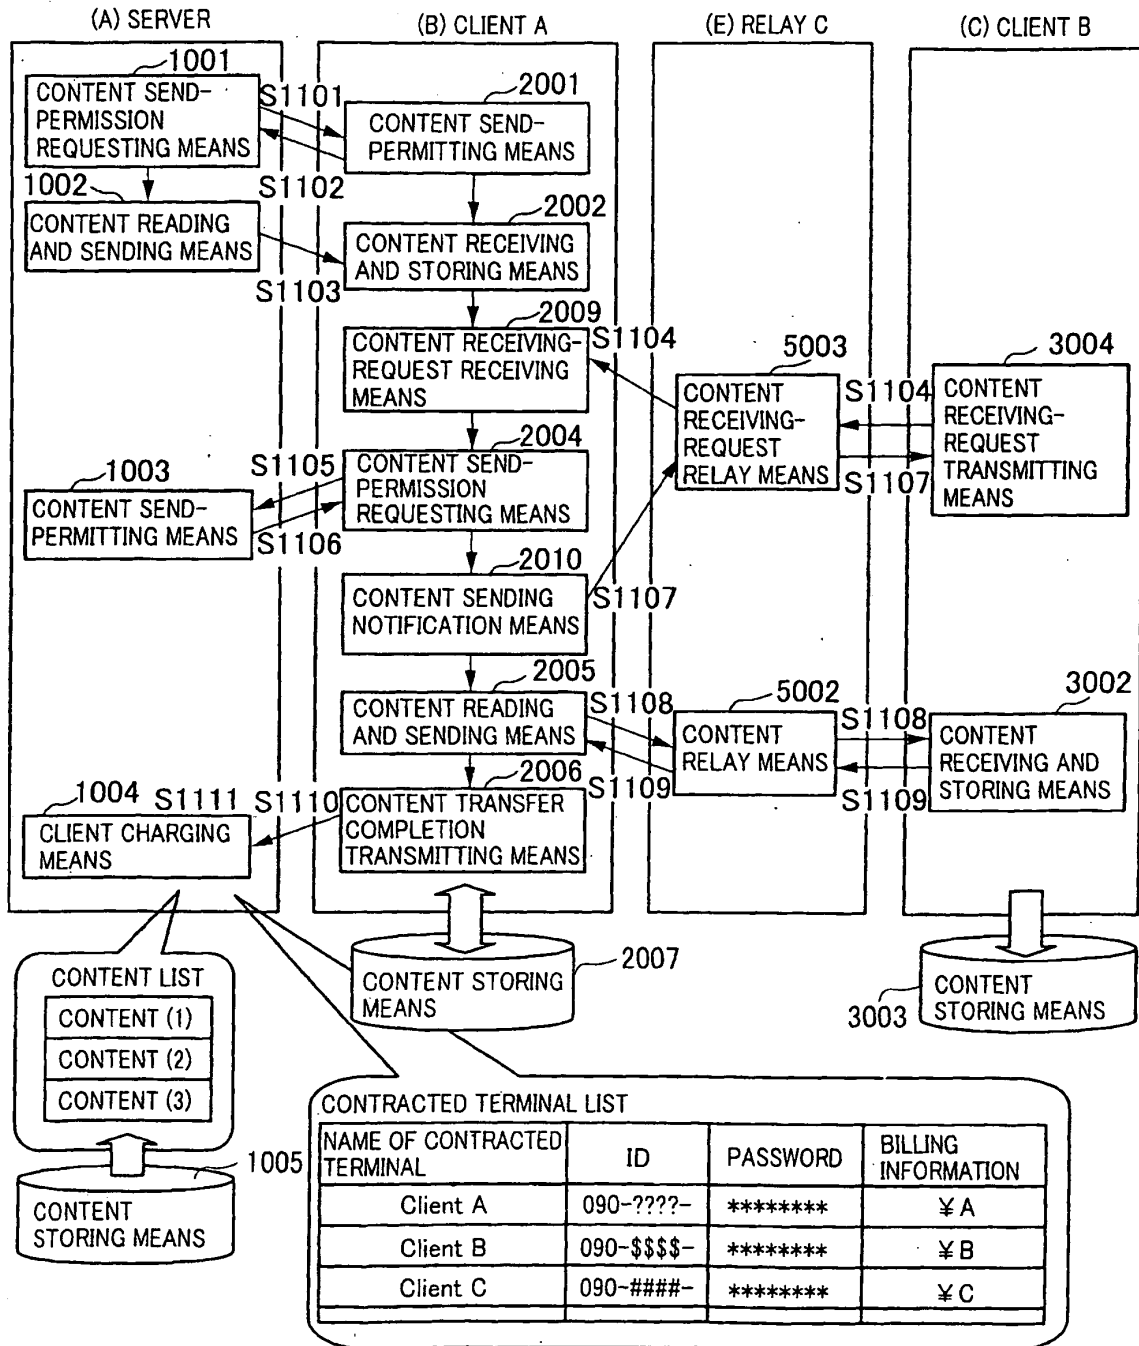 (A) SERVER
(B) CLIENT A
(E) RELAY C
(C) CLIENT B
1001
CONTENT SEND-
PERMISSION
REQUESTING MEANS
S1101
2001
CONTENT SEND-
PERMITTING MEANS
1002
S1102
CONTENT READING
AND SENDING MEANS
2002
CONTENT RECEIVING
AND STORING MEANS
S1103
2009
CONTENT RECEIVING-
REQUEST RECEIVING
MEANS
S1104
5003
CONTENT
RECEIVING-
REQUEST
RELAY MEANS
S1104
S1107
3004
CONTENT
RECEIVING-
REQUEST
TRANSMITTING
MEANS
1003
CONTENT SEND-
PERMITTING MEANS
S1105
S1106
2004
CONTENT SEND-
PERMISSION
REQUESTING MEANS
2010
CONTENT SENDING
NOTIFICATION MEANS
S1107
2005
CONTENT READING
AND SENDING MEANS
S1108
S1109
5002
CONTENT
RELAY MEANS
S1108
S1109
3002
CONTENT
RECEIVING AND
STORING MEANS
1004
S1111
S1110
CLIENT CHARGING
MEANS
2006
CONTENT TRANSFER
COMPLETION
TRANSMITTING MEANS
CONTENT STORING
MEANS
2007
CONTENT
STORING MEANS
3003
CONTENT LIST
CONTENT (1)
CONTENT (2)
CONTENT (3)
1005
CONTENT
STORING MEANS
CONTRACTED TERMINAL LIST
NAME OF CONTRACTED
TERMINAL
ID
PASSWORD
BILLING
INFORMATION
Client A 090-????- ******** ¥A
Client B 090-$$$$- ******** ¥B
Client C 090-####- ******** ¥C